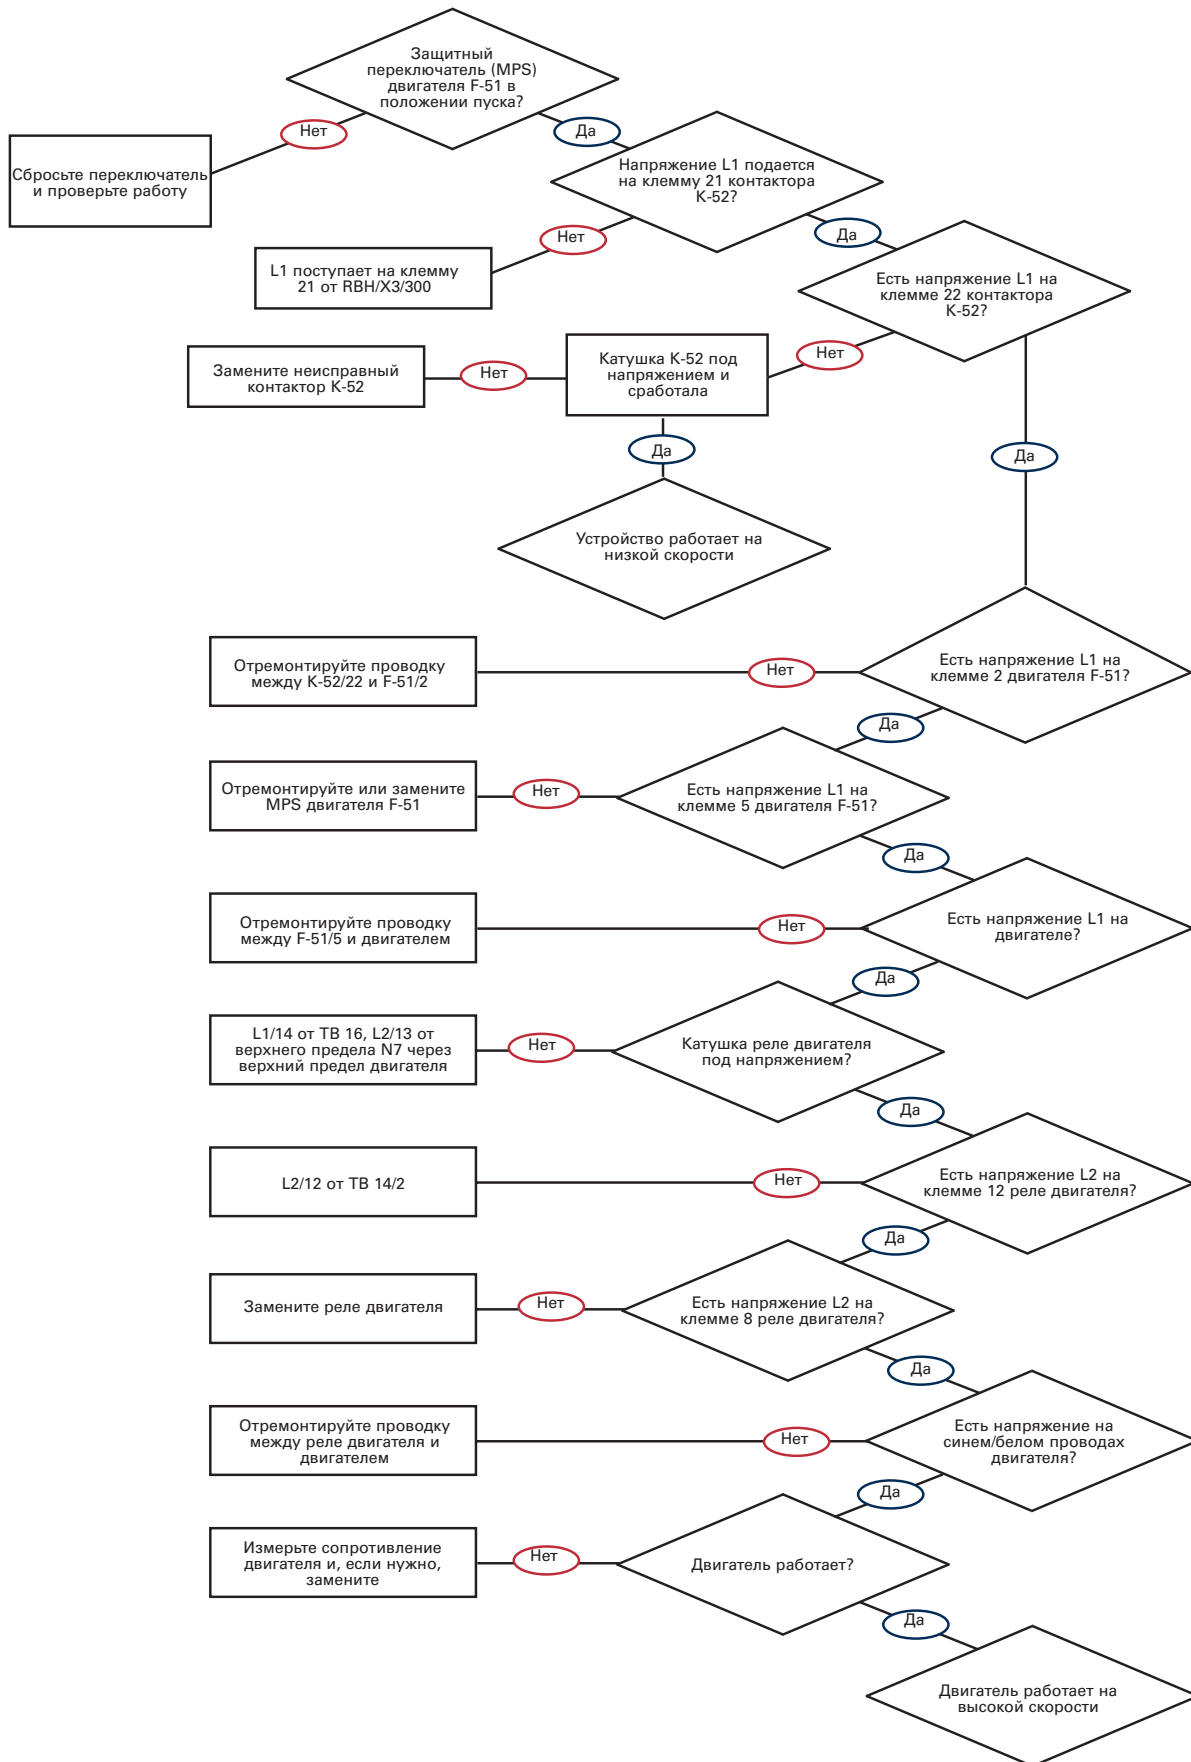 Защитный
переключатель (MPS)
двигателя F-51 в
положении пуска?
Нет
Да
Сбросьте переключатель
и проверьте работу
Напряжение L1 подается
на клемму 21 контактора
K-52?
Нет
Да
L1 поступает на клемму
21 от RBH/X3/300
Есть напряжение L1 на
клемме 22 контактора
K-52?
Нет
Замените неисправный
контактор K-52
Нет
Катушка K-52 под
напряжением и
сработала
Да
Да
Устройство работает на
низкой скорости
Отремонтируйте проводку
между K-52/22 и F-51/2
Нет
Есть напряжение L1 на
клемме 2 двигателя F-51?
Да
Отремонтируйте или замените
MPS двигателя F-51
Нет
Есть напряжение L1 на
клемме 5 двигателя F-51?
Да
Отремонтируйте проводку
между F-51/5 и двигателем
Нет
Есть напряжение L1 на
двигателе?
Да
L1/14 от TB 16, L2/13 от
верхнего предела N7 через
верхний предел двигателя
Нет
Катушка реле двигателя
под напряжением?
Да
L2/12 от TB 14/2
Нет
Есть напряжение L2 на
клемме 12 реле двигателя?
Да
Замените реле двигателя
Нет
Есть напряжение L2 на
клемме 8 реле двигателя?
Да
Отремонтируйте проводку
между реле двигателя и
двигателем
Нет
Есть напряжение на
синем/белом проводах
двигателя?
Да
Измерьте сопротивление
двигателя и, если нужно,
замените
Нет
Двигатель работает?
Да
Двигатель работает на
высокой скорости